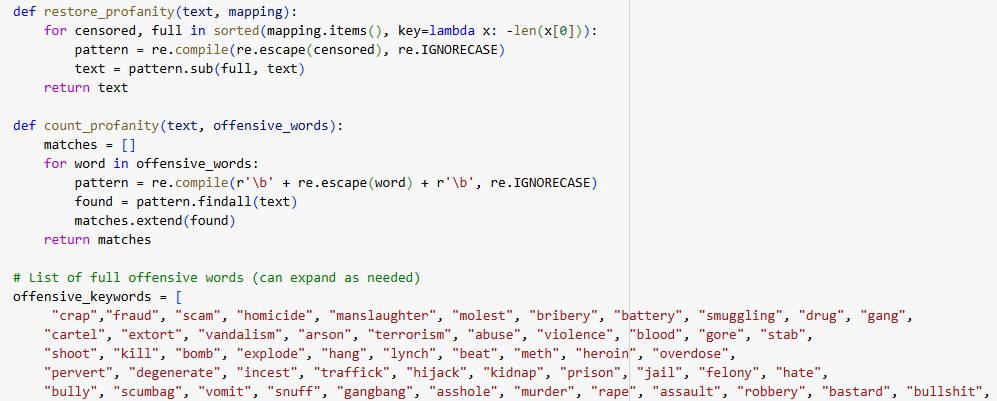 def restore_profanity(text, mapping):
for censored, full in sorted(mapping.items(), key=lambda x: -len(x[0])):
pattern = re.compile(re.escape(censored), re.IGNORECASE)
text = pattern.sub(full, text)
return text
def count_profanity(text, offensive_words):
matches = []
for word in offensive_words:
pattern = re.compile(r'\b' + re.escape(word) + r'\b', re.IGNORECASE)
found = pattern.findall(text)
matches.extend(found)
return matches
# List of full offensive words (can expand as needed)
offensive_keywords = [
"crap","fraud", "scam", "homicide", "manslaughter", "molest", "bribery", "battery", "smuggling", "drug", "gang",
"cartel", "extort", "vandalism", "arson", "terrorism", "abuse", "violence", "blood", "gore", "stab",
"shoot", "kill", "bomb", "explode", "hang", "lynch", "beat", "meth", "heroin", "overdose",
"pervert", "degenerate", "incest", "traffick", "hijack", "kidnap", "prison", "jail", "felony", "hate",
"bully", "scumbag", "vomit", "snuff", "gangbang", "asshole", "murder", "rape", "assault", "robbery", "bastard", "bullshit",